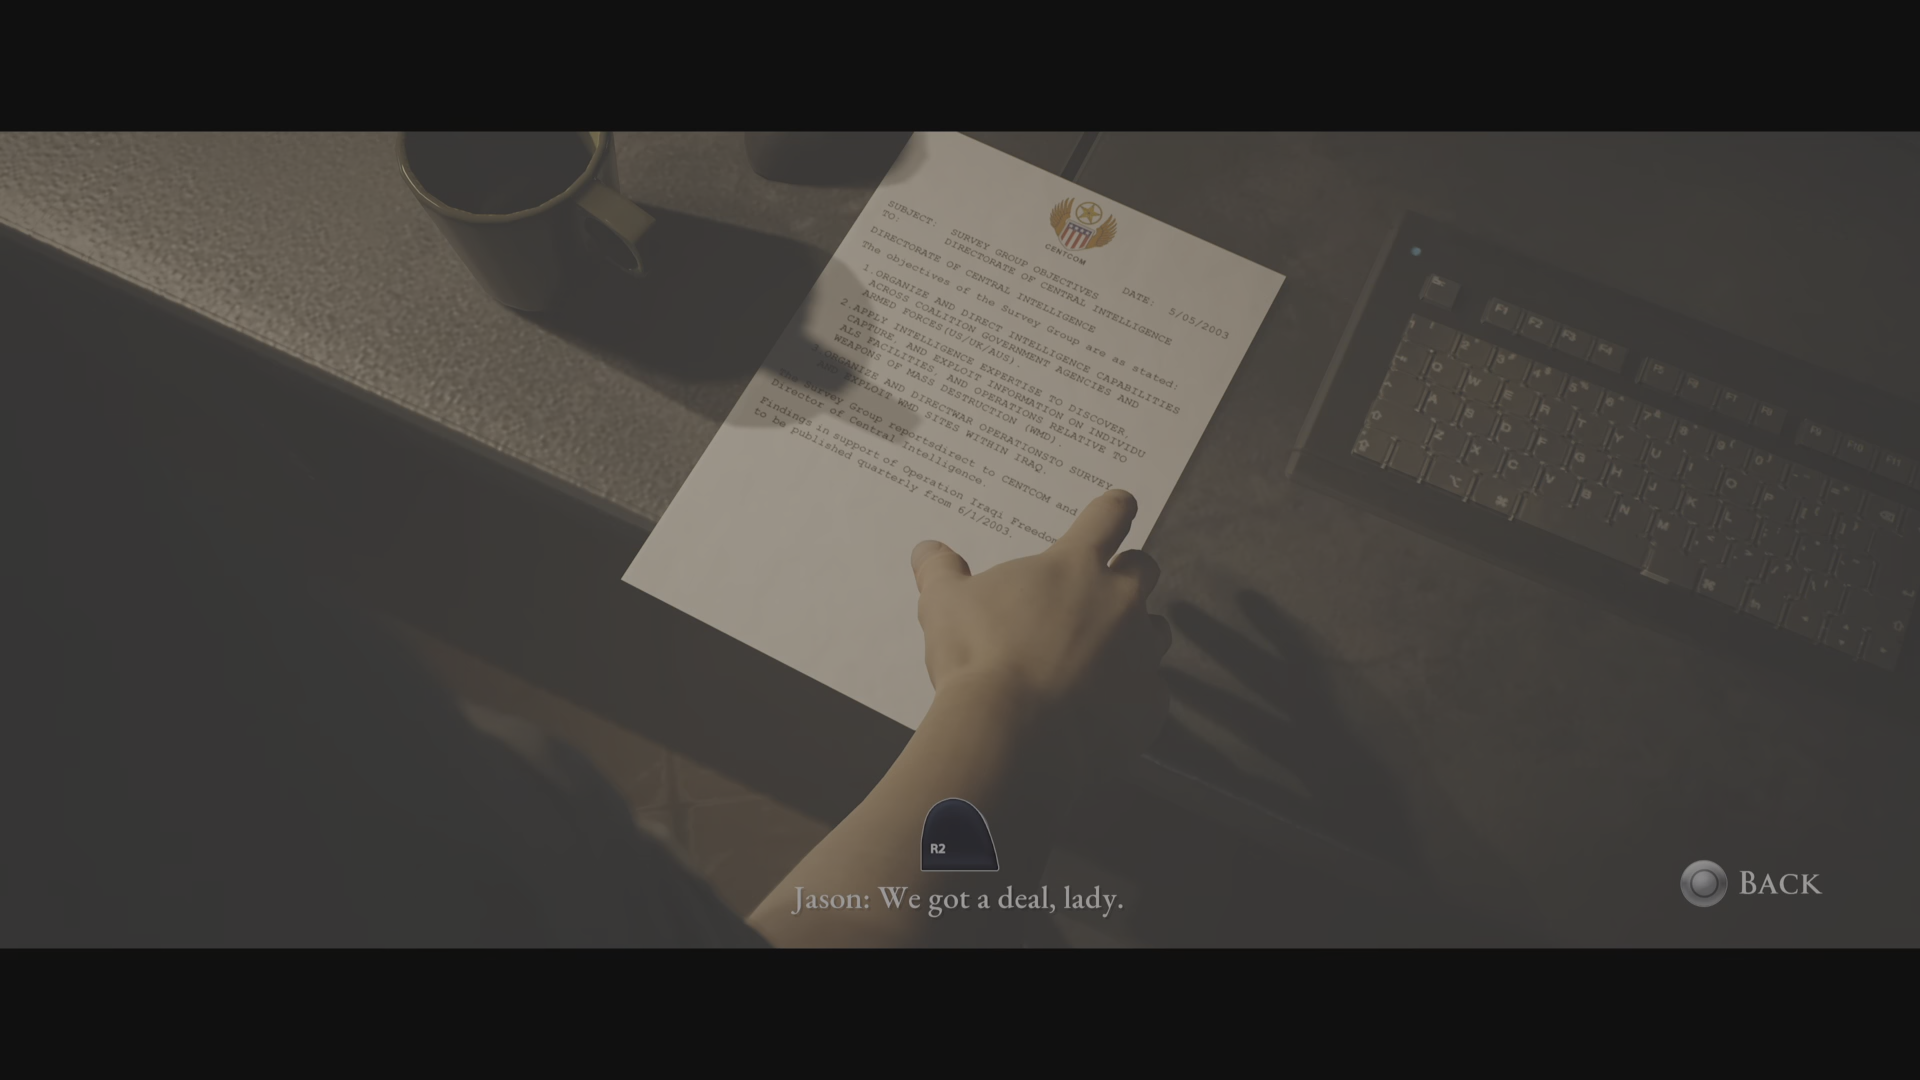 CENTCOM
SUBJECT: SURVEY GROUP OBJECTIVES DATE: 5/05/2003
TO: DIRECTORATE OF CENTRAL INTELLIGENCE
DIRECTORATE OF CENTRAL INTELLIGENCE
The objectives of the Survey Group are as stated:
1.ORGANIZE AND DIRECT INTELLIGENCE CAPABILITIES
ACROSS COALITION GOVERNMENT AGENCIES AND
ARMED FORCES(US/UK/AUS).
2.APPLY INTELLIGENCE EXPERTISE TO DISCOVER,
CAPTURE, AND EXPLOIT INFORMATION ON INDIVIDU
ALS FACILITIES, AND OPERATIONS RELATIVE TO
WEAPONS OF MASS DESTRUCTION (WMD).
3.ORGANIZE AND DIRECTWAR OPERATIONSTO SURVEY
AND EXPLOIT WMD SITES WITHIN IRAQ.
The Survey Group reportsdirect to CENTCOM and
Director of Central Intelligence.
Findings in support of Operation Iraqi Freedom
to be published quarterly from 6/1/2003.
R2
Jason: We got a deal, lady.
BACK